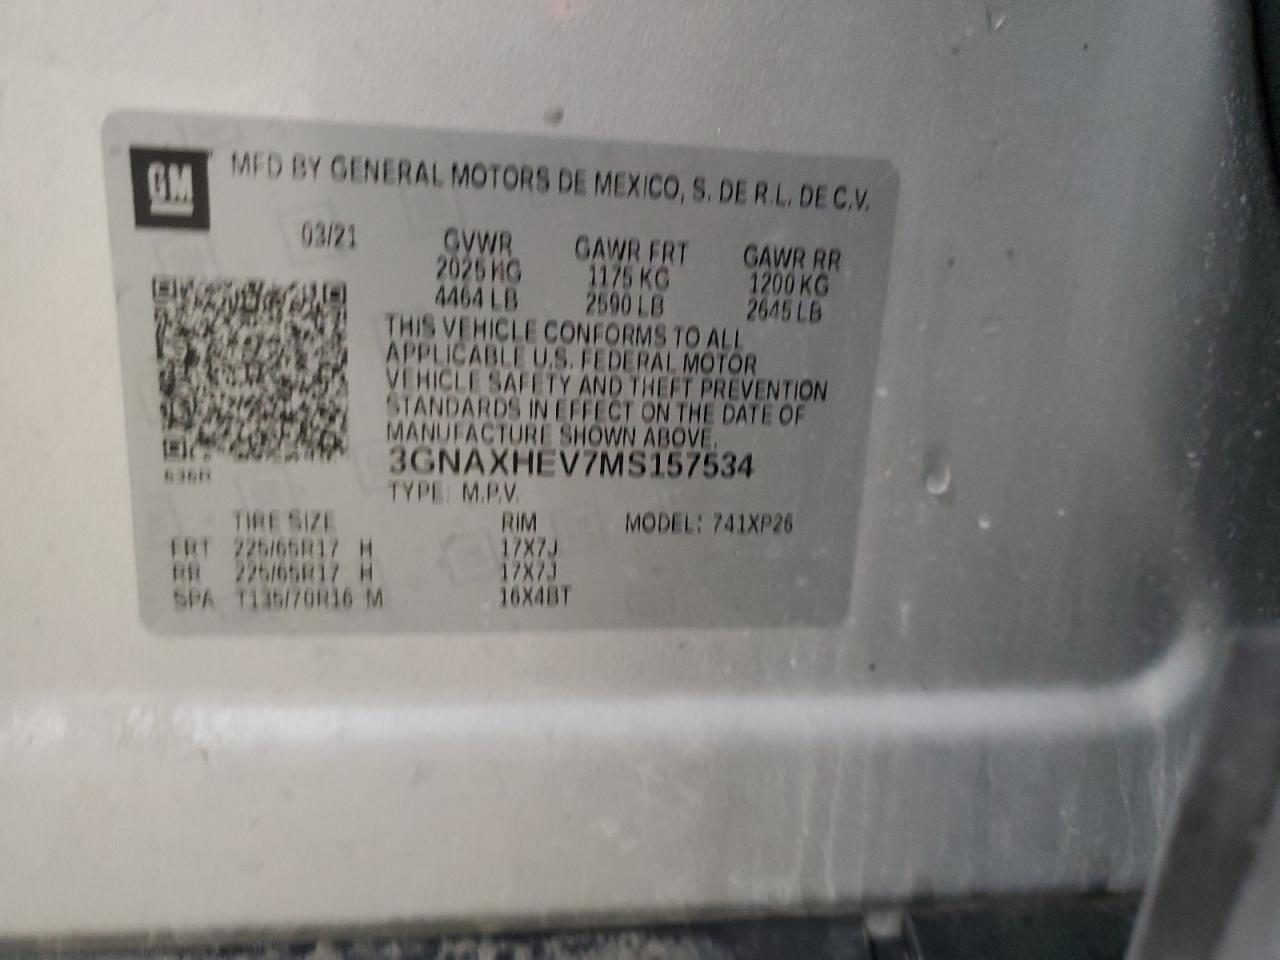 GM
MFD BY GENERAL MOTORS DE MEXICO, S. DE R.L. DE C.V.
03/21 GVWR GAWR FRT GAWR RR
2025 KG 1175 KG 1200 KG
4464 LB 2590 LB 2645 LB
THIS VEHICLE CONFORMS TO ALL
APPLICABLE U.S. FEDERAL MOTOR
VEHICLE SAFETY AND THEFT PREVENTION
STANDARDS IN EFFECT ON THE DATE OF
MANUFACTURE SHOWN ABOVE.
3GNAXHEV7MS157534
TYPE: M.P.V.
TIRE SIZE RIM MODEL: 741XP26
FRT 225/65R17 H 17X7J
RR 225/65R17 H 17X7J
SPA T135/70R16 M 16X4BT